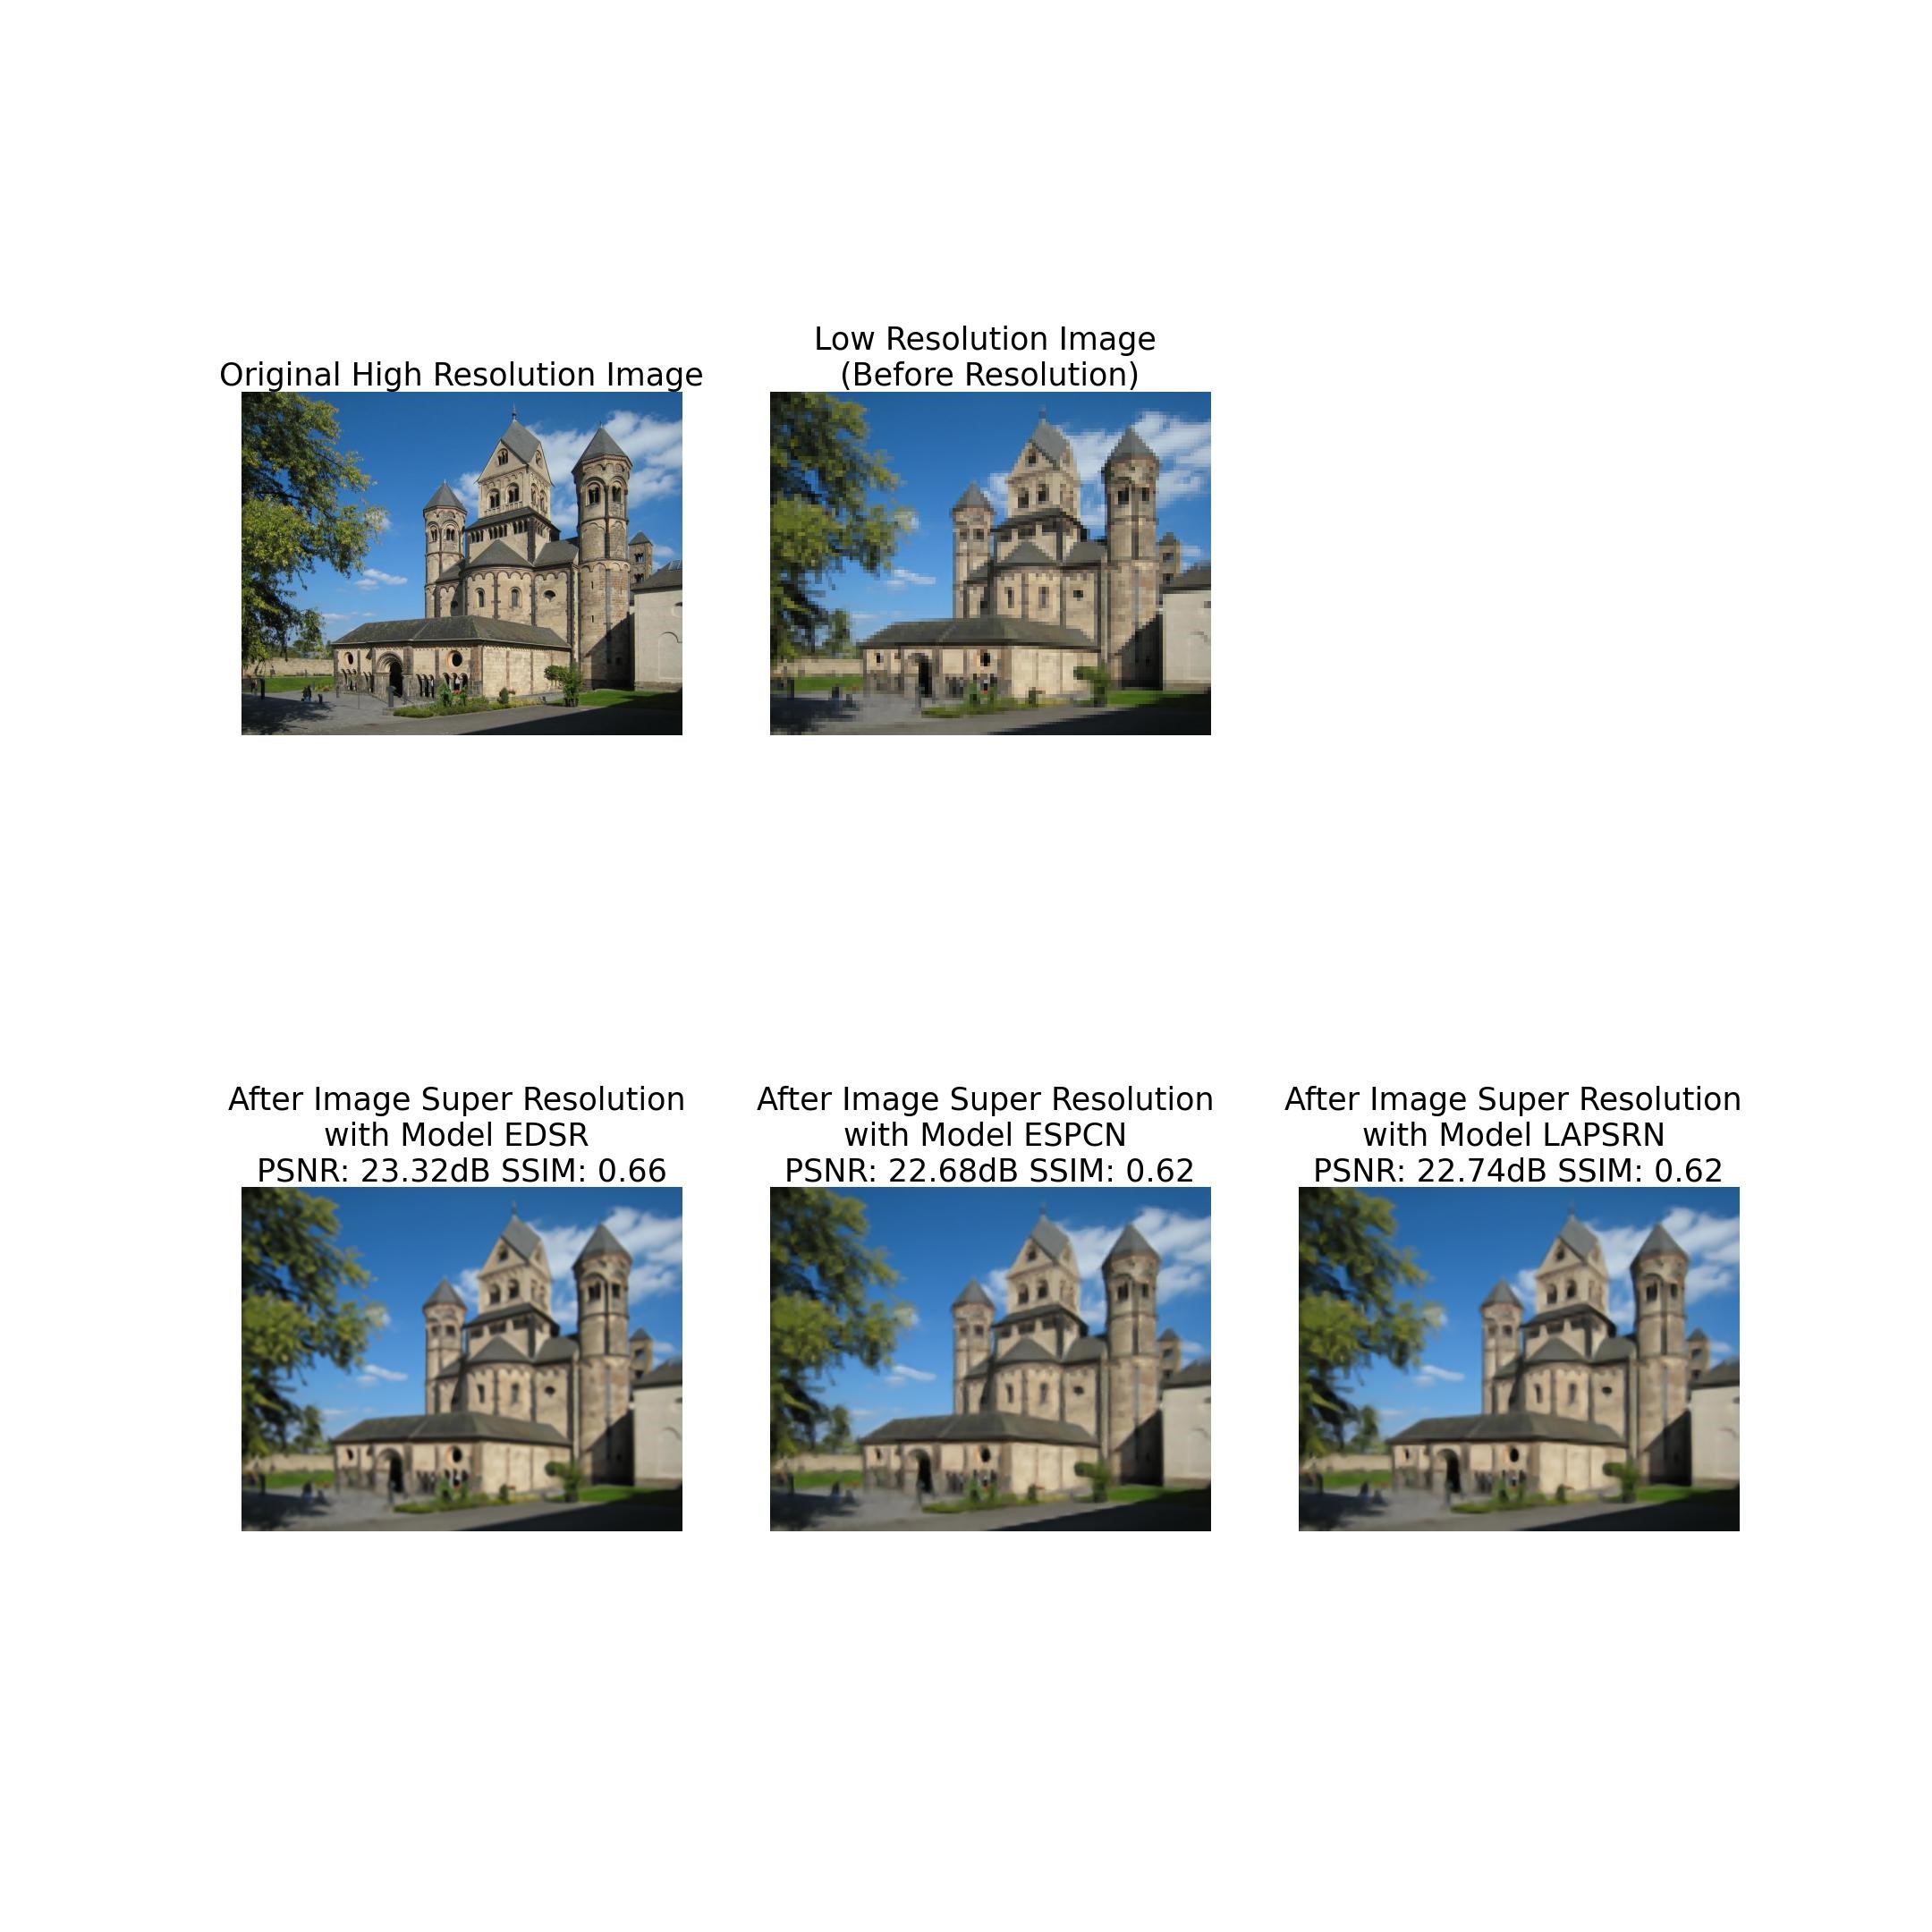 Original High Resolution Image
Low Resolution Image
(Before Resolution)
After Image Super Resolution
with Model EDSR
PSNR: 23.32dB SSIM: 0.66
After Image Super Resolution
with Model ESPCN
PSNR: 22.68dB SSIM: 0.62
After Image Super Resolution
with Model LAPSRN
PSNR: 22.74dB SSIM: 0.62